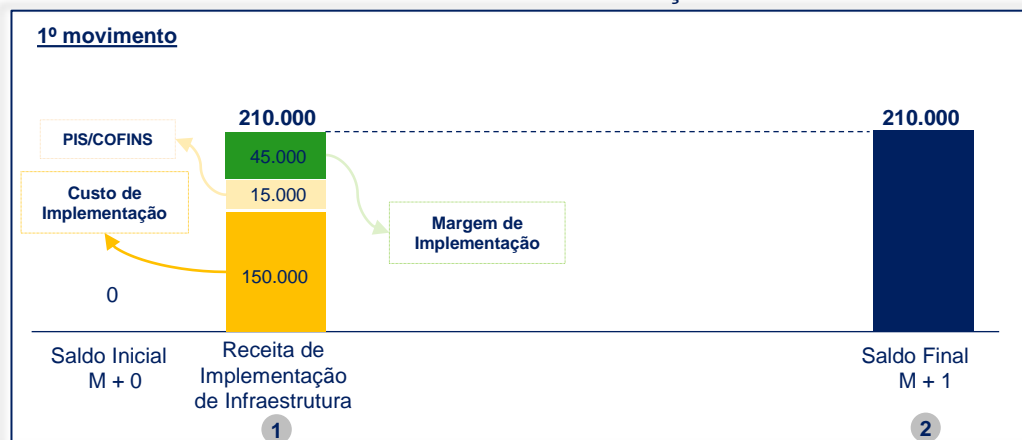 1º movimento
210.000
210.000
PIS/COFINS
45.000
15.000
Custo de
Implementação
Margem de
Implementação
150.000
0
Saldo Inicial
M + 0
Receita de
Implementação
de Infraestrutura
1
Saldo Final
M + 1
2